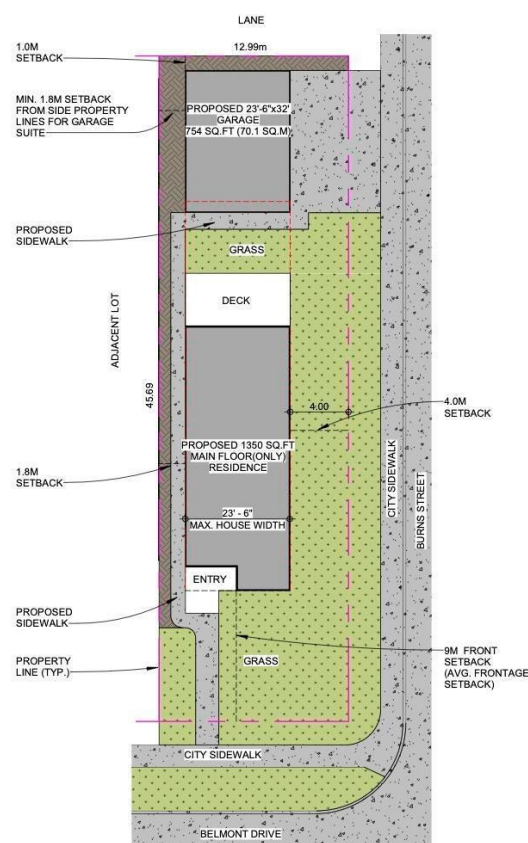 LANE
1.0M
SETBACK
12.99m
MIN. 1.8M SETBACK
FROM SIDE PROPERTY
LINES FOR GARAGE
SUITE
PROPOSED 23'-6"x32'
GARAGE
754 SQ.FT (70.1 SQ.M)
PROPOSED
SIDEWALK
GRASS
DECK
ADJACENT LOT
45.69
4.00
4.0M
SETBACK
CITY SIDEWALK
BURNS STREET
PROPOSED 1350 SQ.FT
MAIN FLOOR(ONLY)
RESIDENCE
1.8M
SETBACK
23' - 6"
MAX. HOUSE WIDTH
ENTRY
PROPOSED
SIDEWALK
PROPERTY
LINE (TYP.)
GRASS
9M FRONT
SETBACK
(AVG. FRONTAGE
SETBACK)
CITY SIDEWALK
BELMONT DRIVE